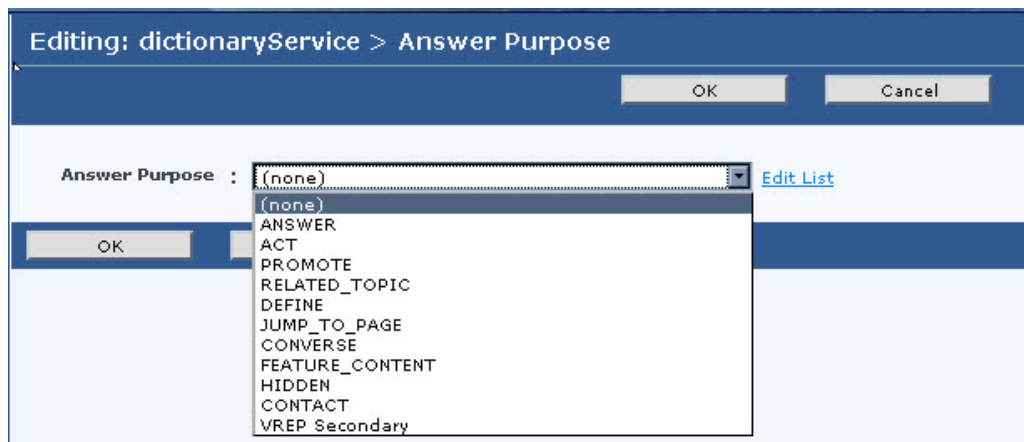 Editing: dictionaryService > Answer Purpose
OK Cancel
Answer Purpose : (none) Edit List
(none)
ANSWER
ACT
PROMOTE
RELATED_TOPIC
DEFINE
JUMP_TO_PAGE
CONVERSE
FEATURE_CONTENT
HIDDEN
CONTACT
VREP Secondary
OK